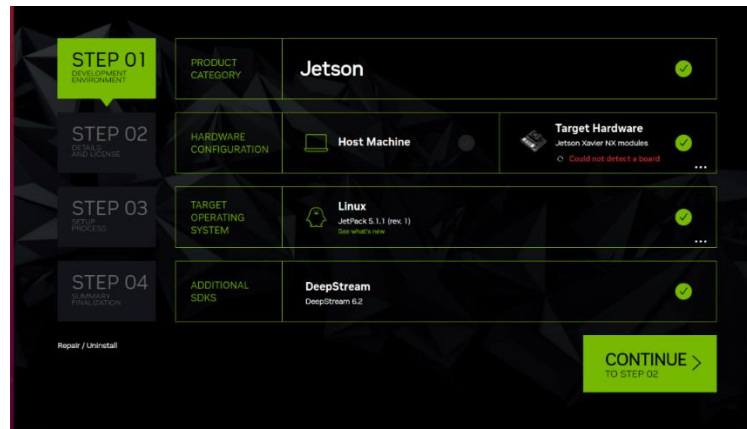 STEP 01
DEVELOPMENT
ENVIRONMENT
PRODUCT
CATEGORY
Jetson
STEP 02
DETAILS
AND LICENSE
HARDWARE
CONFIGURATION
Host Machine
Target Hardware
Jetson Xavier NX modules
Could not detect a board
...
STEP 03
SETUP
PROCESS
TARGET
OPERATING
SYSTEM
Linux
JetPack 5.1.1 (rev. 1)
See what's new
...
STEP 04
SUMMARY
FINALIZATION
ADDITIONAL
SDKS
DeepStream
DeepStream 6.2
Repair / Uninstall
CONTINUE >
TO STEP 02